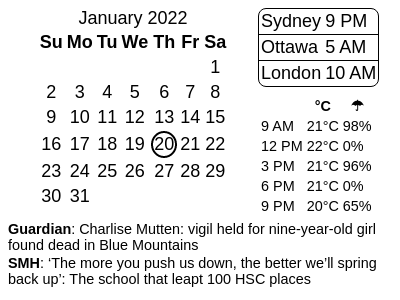 January 2022
Su Mo Tu We Th Fr Sa
1
2 3 4 5 6 7 8
9 10 11 12 13 14 15
16 17 18 19 20 21 22
23 24 25 26 27 28 29
30 31
Sydney 9 PM
Ottawa 5 AM
London 10 AM
°C ☂
9 AM 21°C 98%
12 PM 22°C 0%
3 PM 21°C 96%
6 PM 21°C 0%
9 PM 20°C 65%
Guardian: Charlise Mutten: vigil held for nine-year-old girl
found dead in Blue Mountains
SMH: ‘The more you push us down, the better we’ll spring
back up’: The school that leapt 100 HSC places